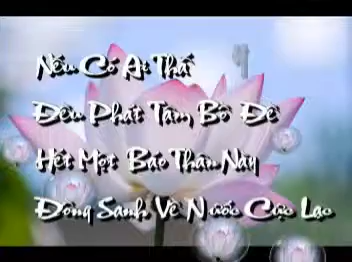 Nếu Có Ai Thấ
Đều Phát Tâm Bồ Đề
Hết Một Báo Thân Này
Đồng Sanh Về Nước Cực Lạc